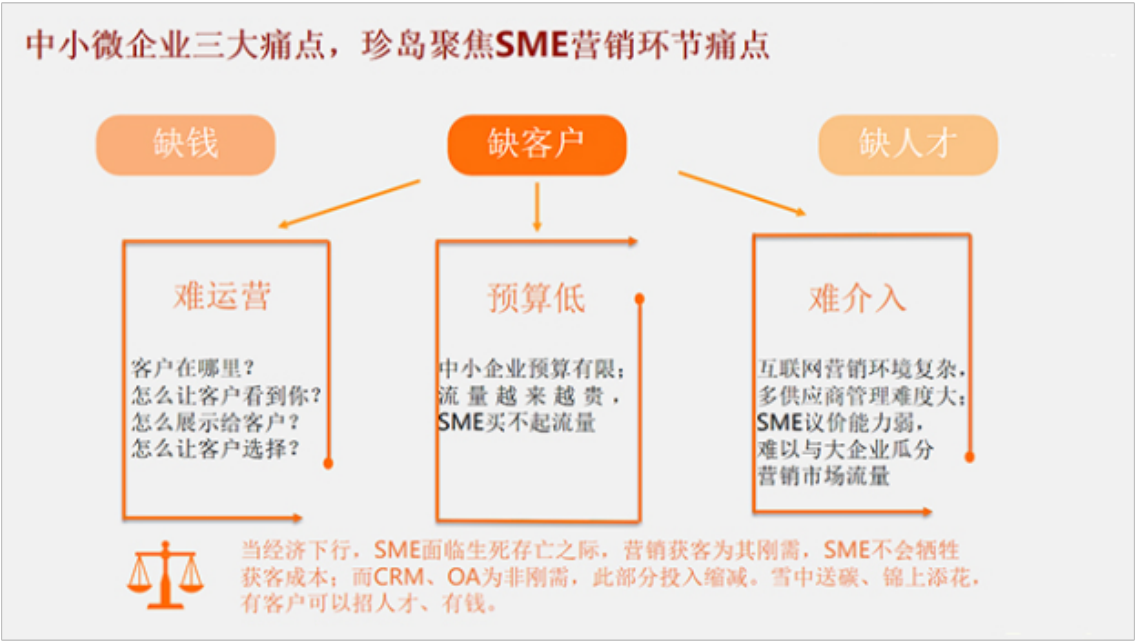 中小微企业三大痛点，珍岛聚焦SME营销环节痛点
缺钱
缺客户
缺人才
难运营
客户在哪里？
怎么让客户看到你？
怎么展示给客户？
怎么让客户选择？
预算低
中小企业预算有限；
流量越来越贵，
SME买不起流量
难介入
互联网营销环境复杂，
多供应商管理难度大；
SME议价能力弱，
难以与大企业瓜分
营销市场流量
当经济下行，SME面临生死存亡之际，营销获客为其刚需，SME不会牺牲
获客成本；而CRM、OA为非刚需，此部分投入缩减。雪中送碳、锦上添花，
有客户可以招人才、有钱。